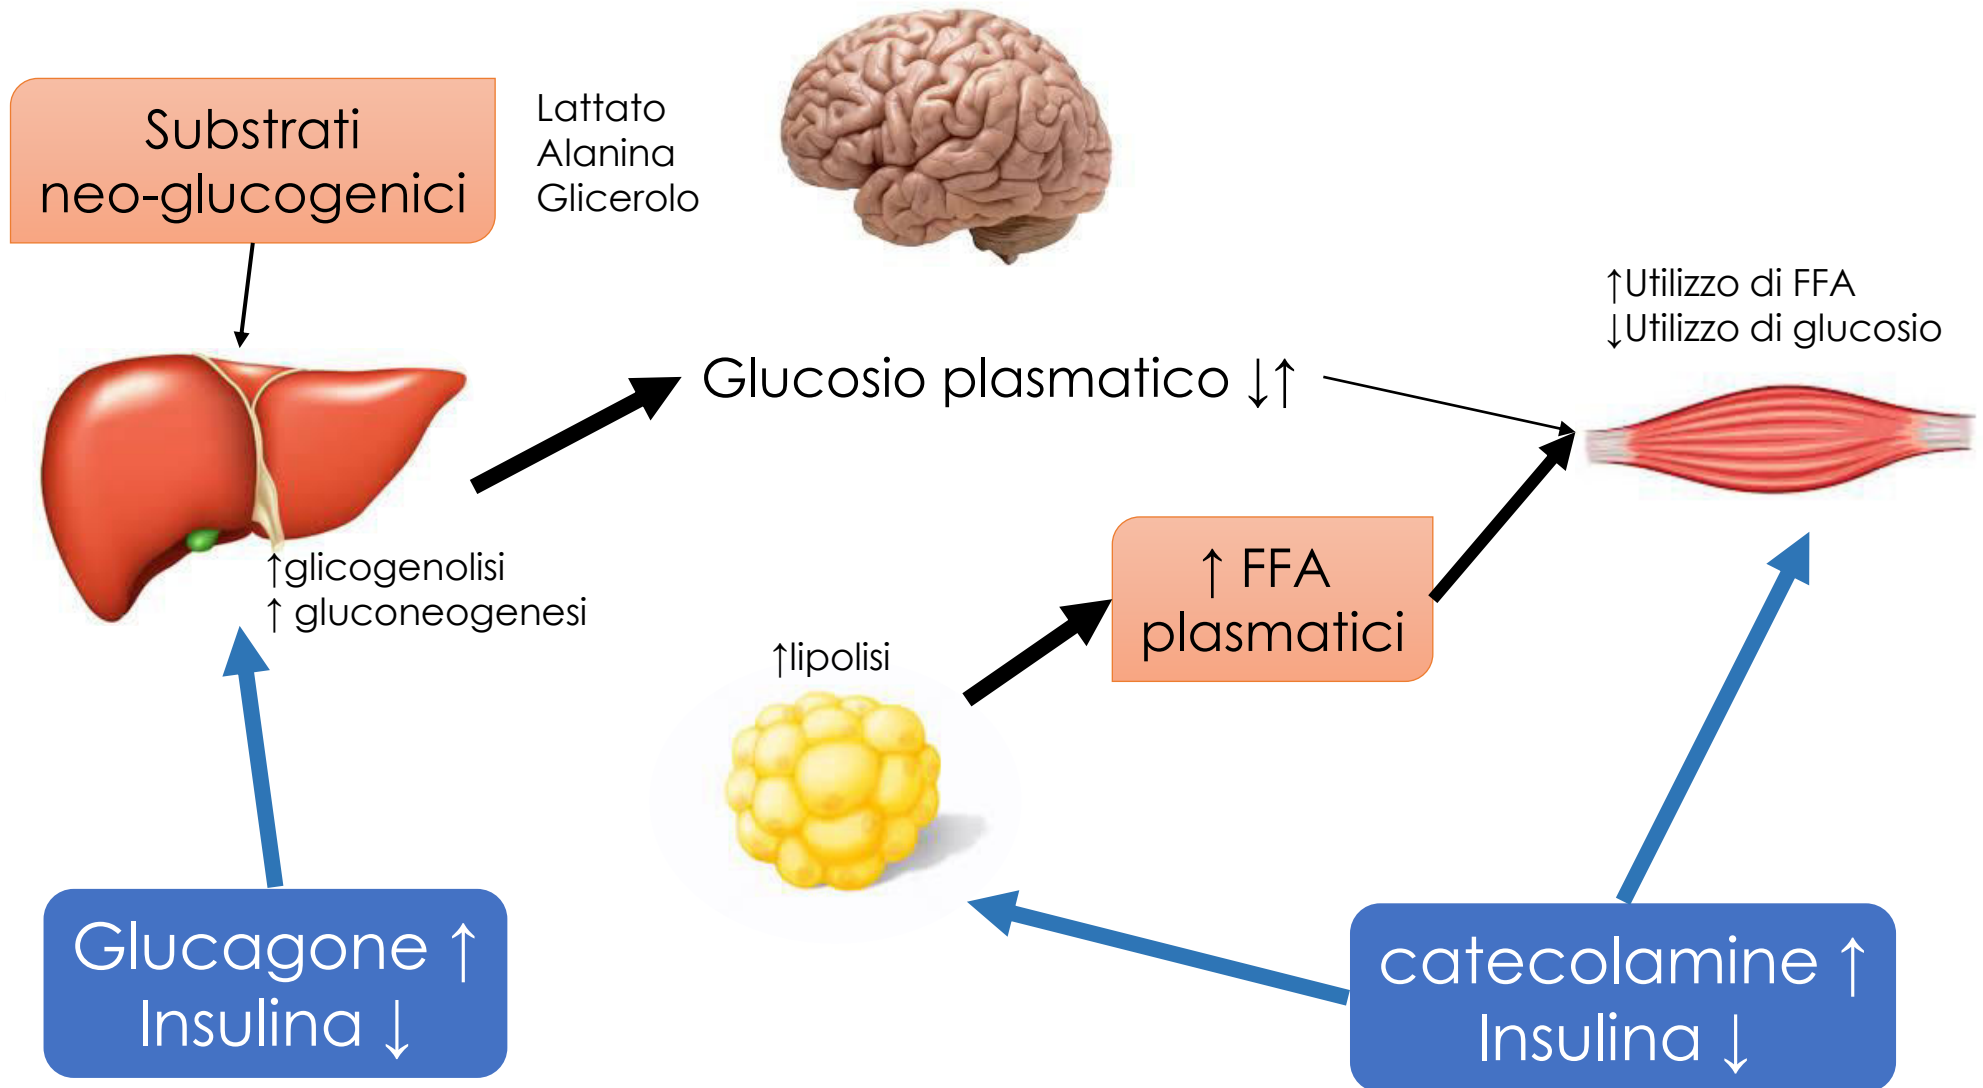 Substrati
neo-glucogenici
Lattato
Alanina
Glicerolo
↑Utilizzo di FFA
↓Utilizzo di glucosio
Glucosio plasmatico ↓↑
↑glicogenolisi
↑ gluconeogenesi
↑ FFA
plasmatici
↑lipolisi
Glucagone ↑
Insulina ↓
catecolamine ↑
Insulina ↓